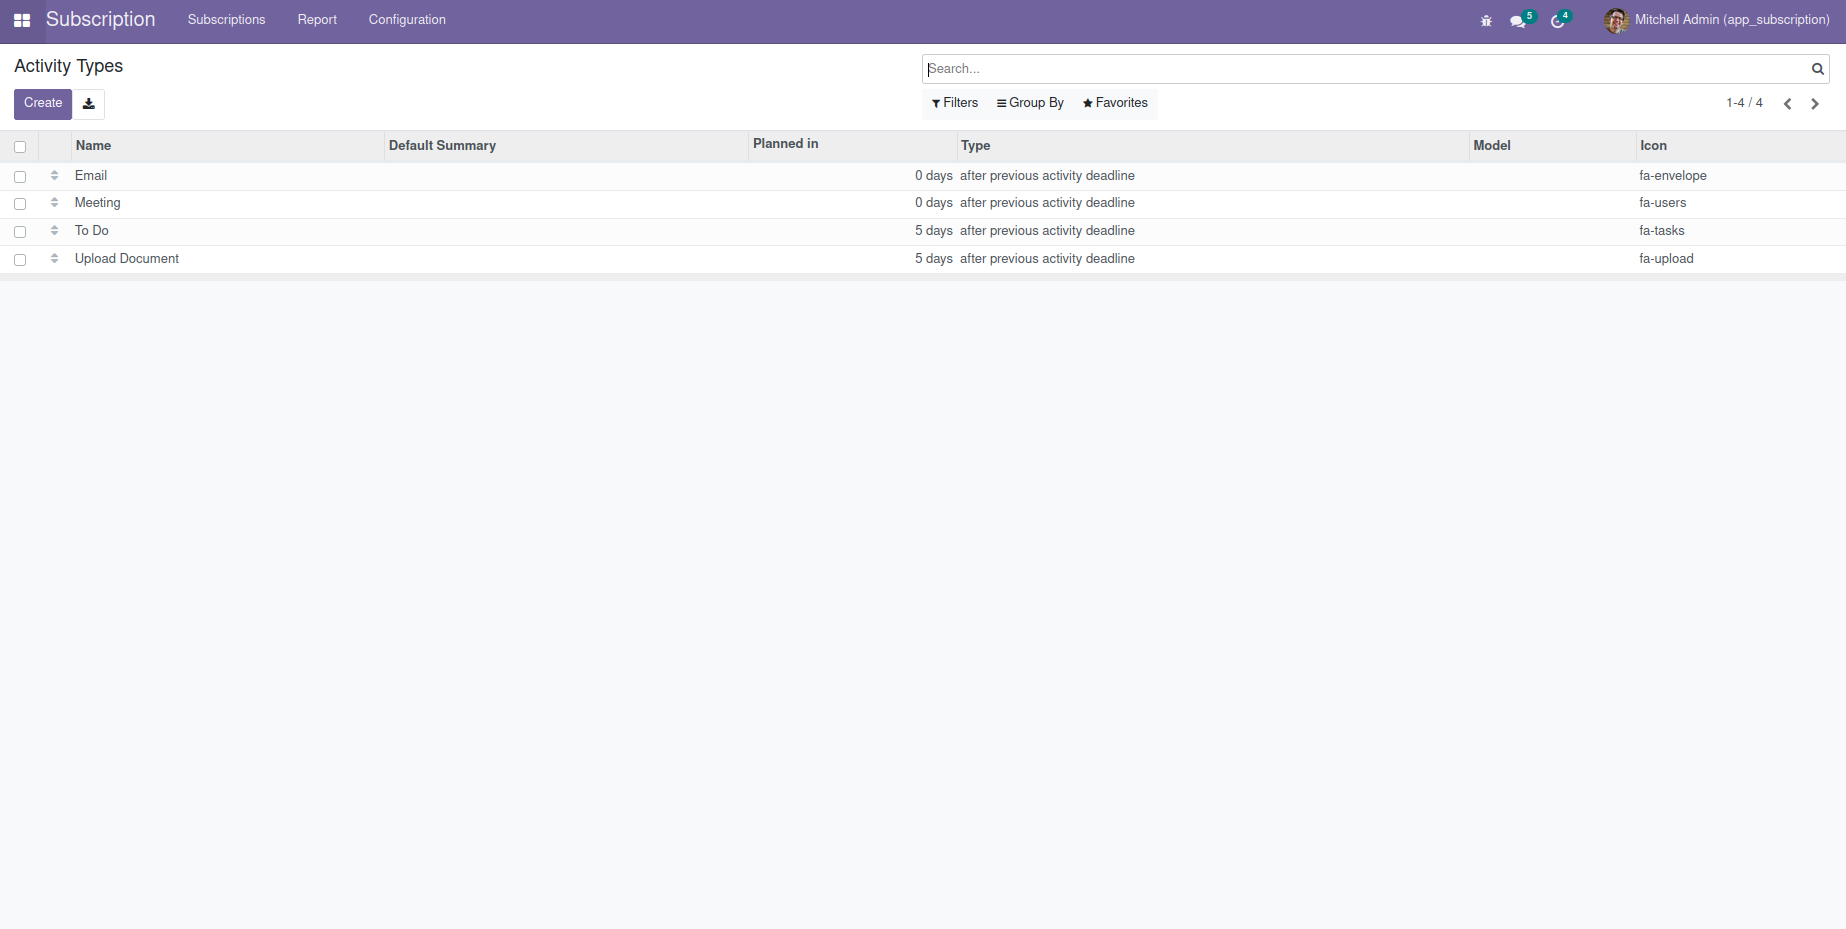 Subscription Subscriptions Report Configuration 5 4 Mitchell Admin (app_subscription)
Activity Types
Search...
Create
Filters Group By Favorites
1-4 / 4
Name Default Summary Planned in Type Model Icon
Email 0 days after previous activity deadline fa-envelope
Meeting 0 days after previous activity deadline fa-users
To Do 5 days after previous activity deadline fa-tasks
Upload Document 5 days after previous activity deadline fa-upload